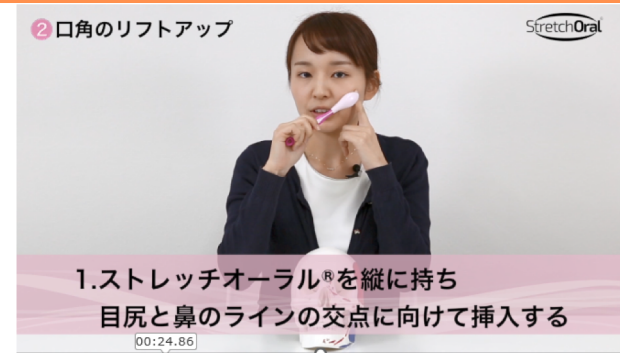 2 口角のリフトアップ
StretchOral
1.ストレッチオーラル®を縦に持ち
目尻と鼻のラインの交点に向けて挿入する
00:24.86